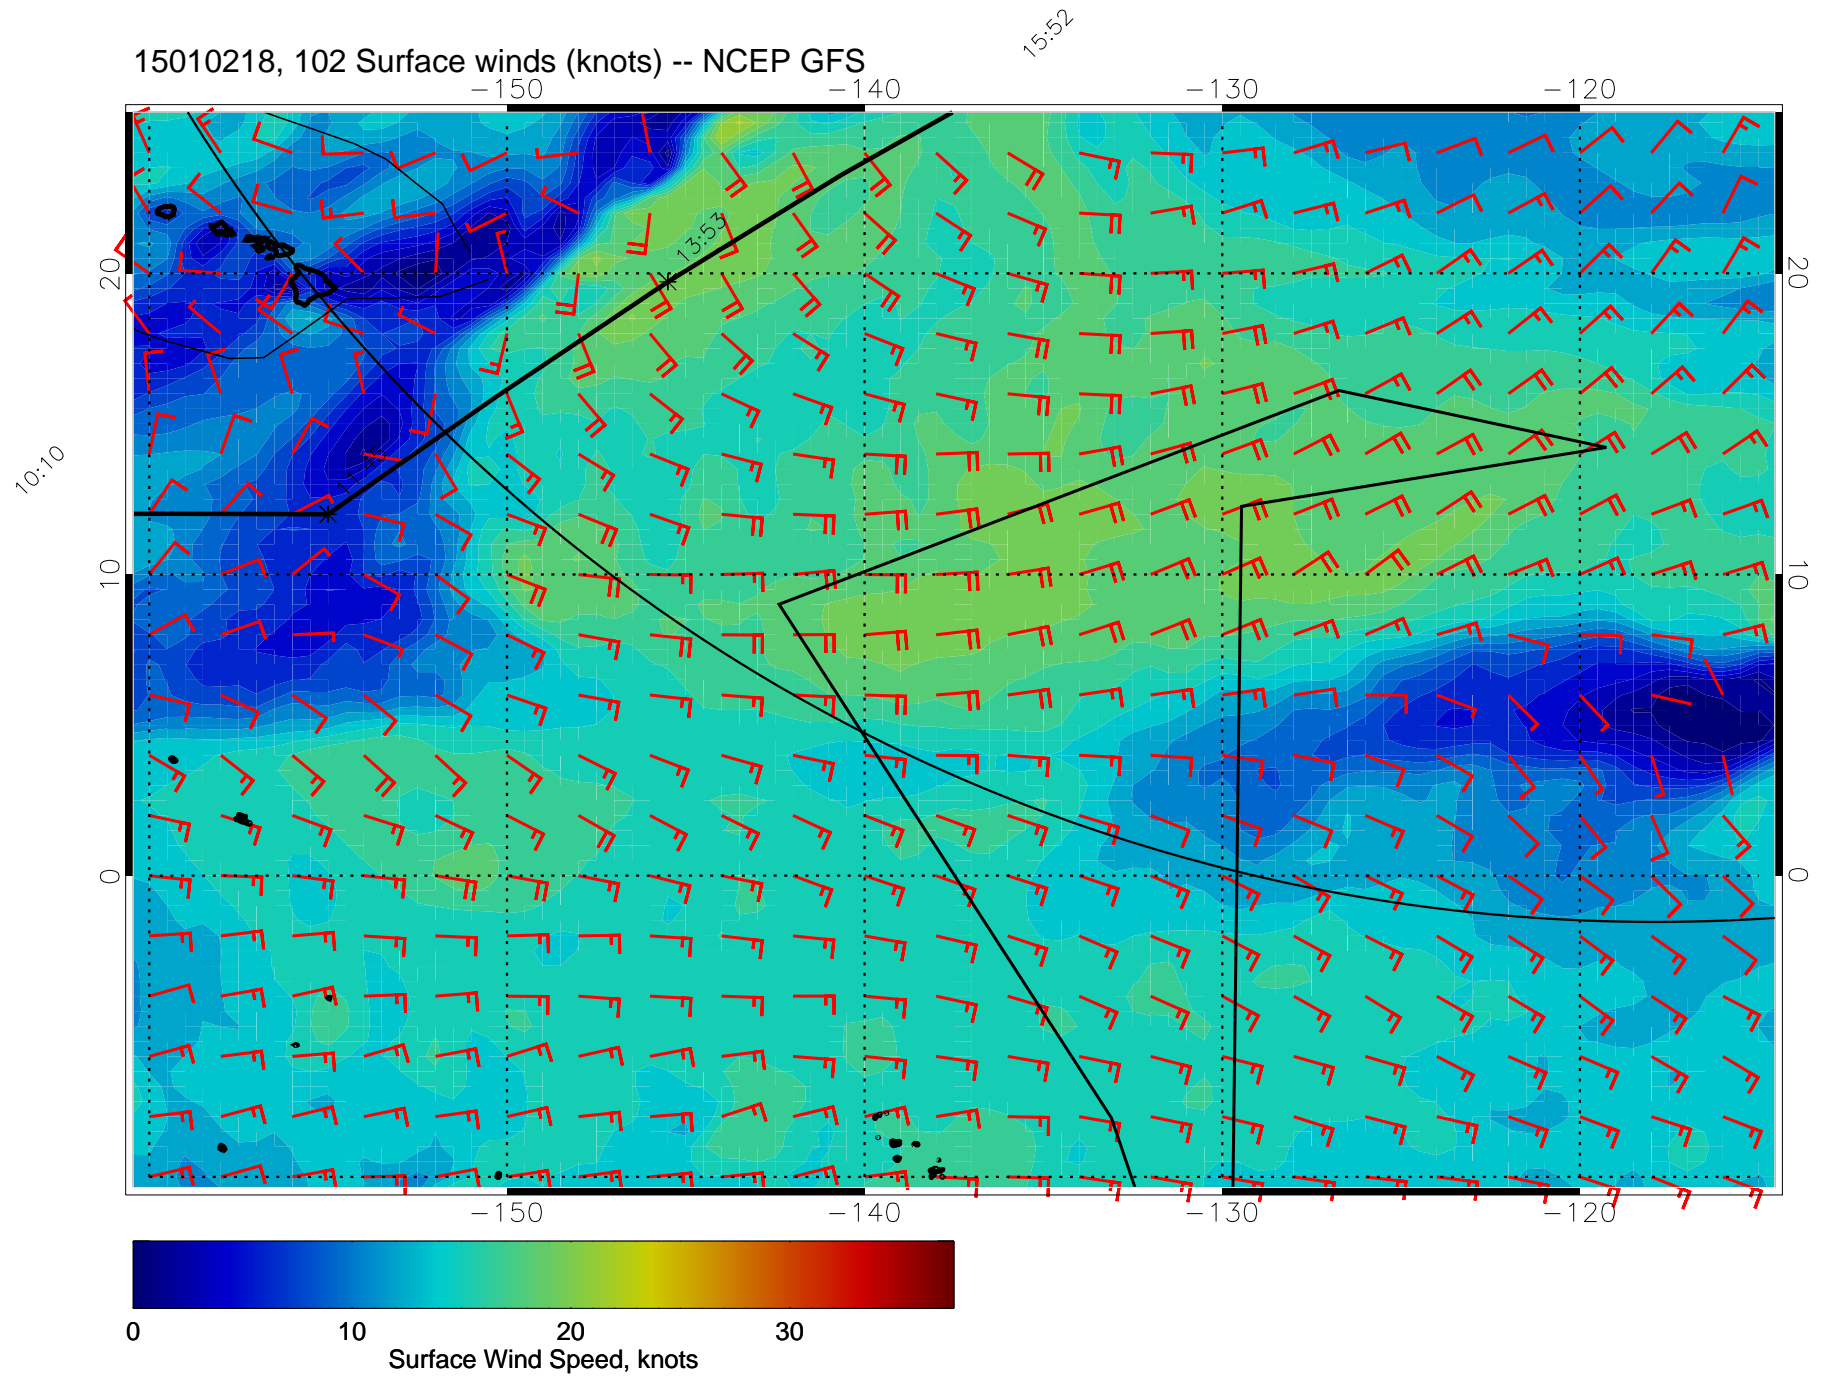 15:52
15010218, 102 Surface winds (knots) -- NCEP GFS
-150 -140 -130 -120
13:53
20 20
10:10
10 10
0 0
-150 -140 -130 -120
0 10 20 30
Surface Wind Speed, knots